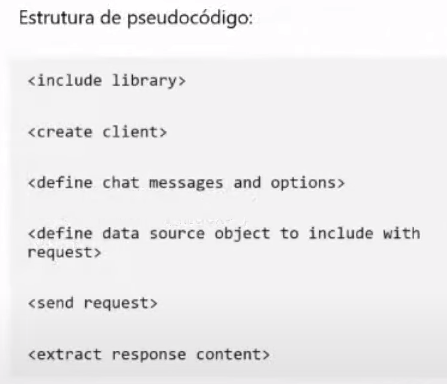 Estrutura de pseudocódigo:
<include library>
<create client>
<define chat messages and options>
<define data source object to include with
request>
<send request>
<extract response content>